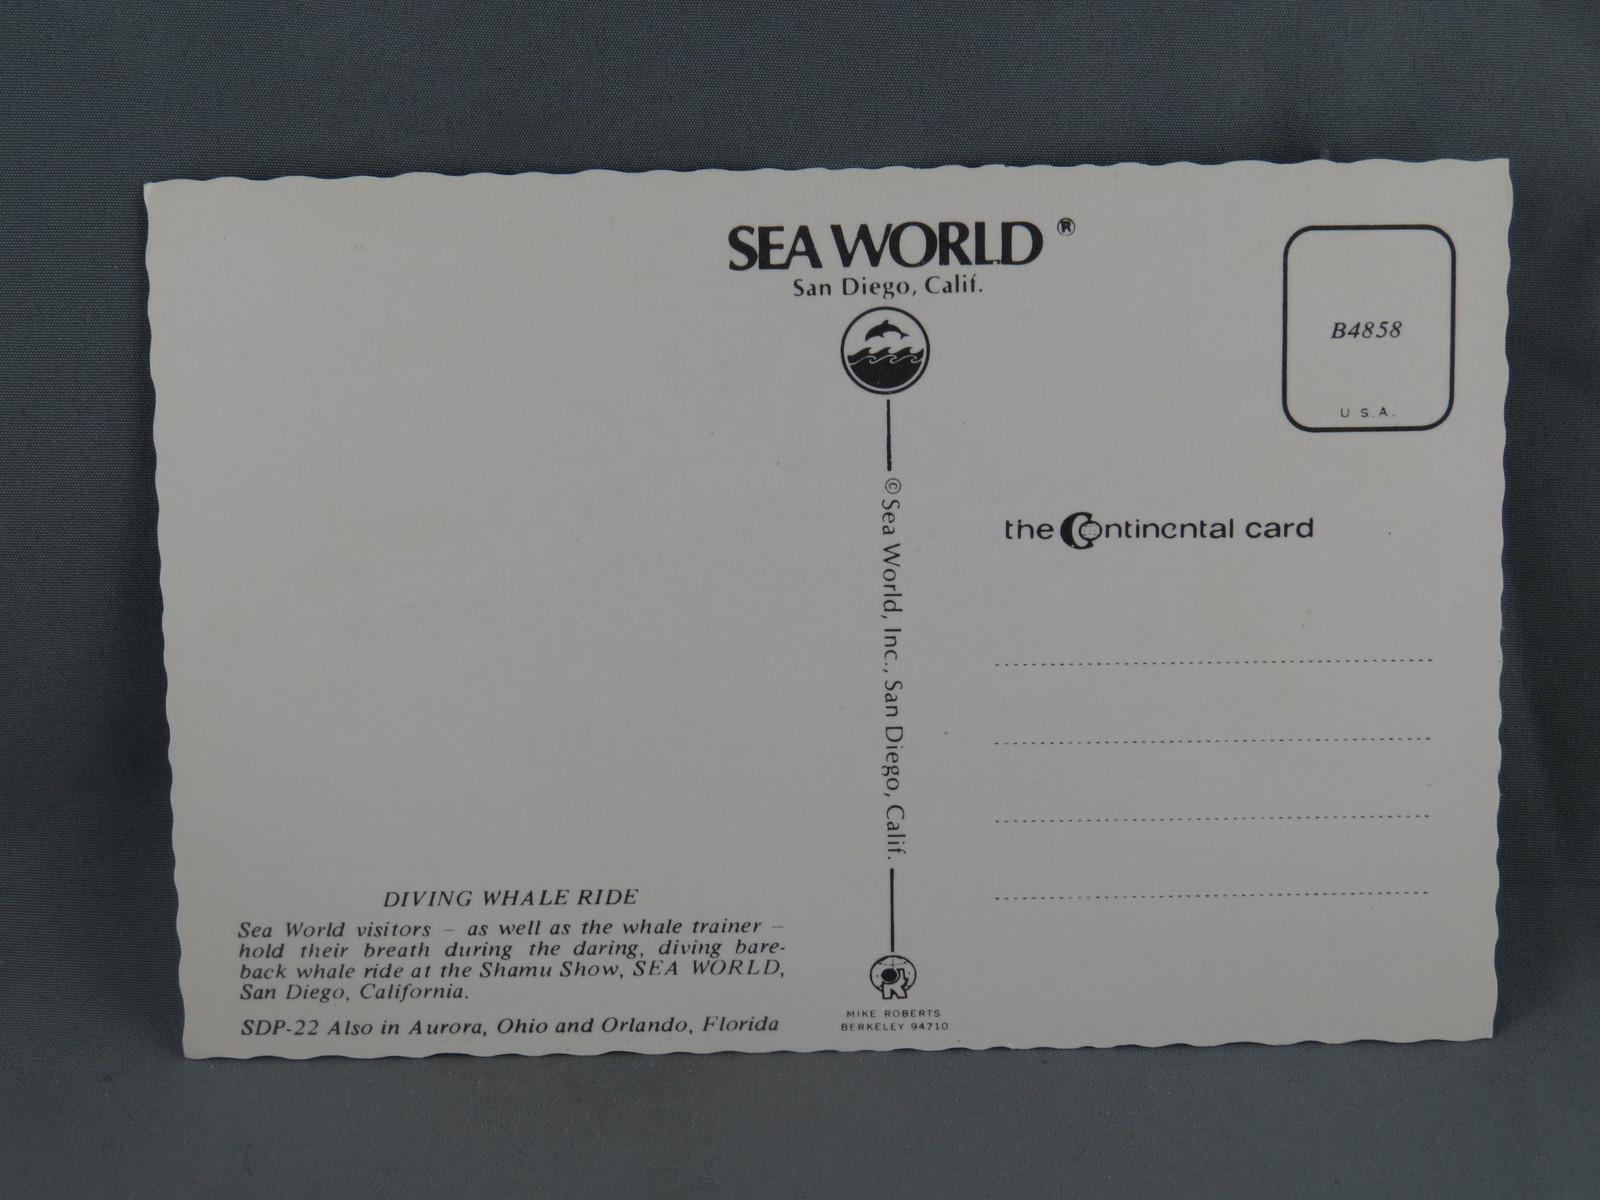 SEA WORLD ®
San Diego, Calif.
B4858
U S.A.
© Sea World, Inc., San Diego, Calif.
the Continental card
DIVING WHALE RIDE
Sea World visitors – as well as the whale trainer –
hold their breath during the daring, diving bare-
back whale ride at the Shamu Show, SEA WORLD,
San Diego, California.
SDP-22 Also in Aurora, Ohio and Orlando, Florida
MIKE ROBERTS
BERKELEY 94710